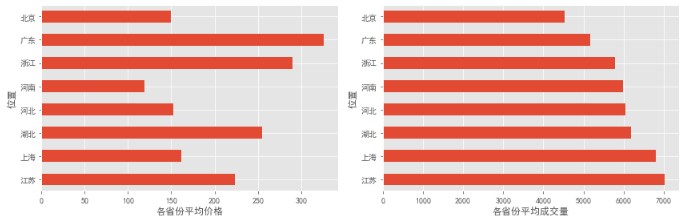 北京
广东
浙江
河南
河北
湖北
上海
江苏
位置
0 50 100 150 200 250 300
各省份平均价格
北京
广东
浙江
河南
河北
湖北
上海
江苏
位置
0 1000 2000 3000 4000 5000 6000 7000
各省份平均成交量